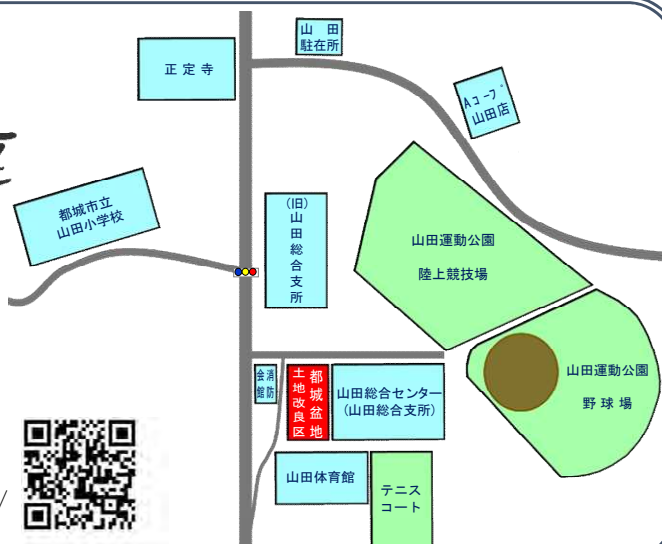 山 田
駐在所
正 定 寺
Aコープ
山田店
都城市立
山田小学校
(旧)
山田総合支所
山田運動公園
陸上競技場
山田運動公園
野 球 場
消防
会館
都城盆地
土地改良区
山田総合センター
(山田総合支所)
山田体育館
テニス
コート